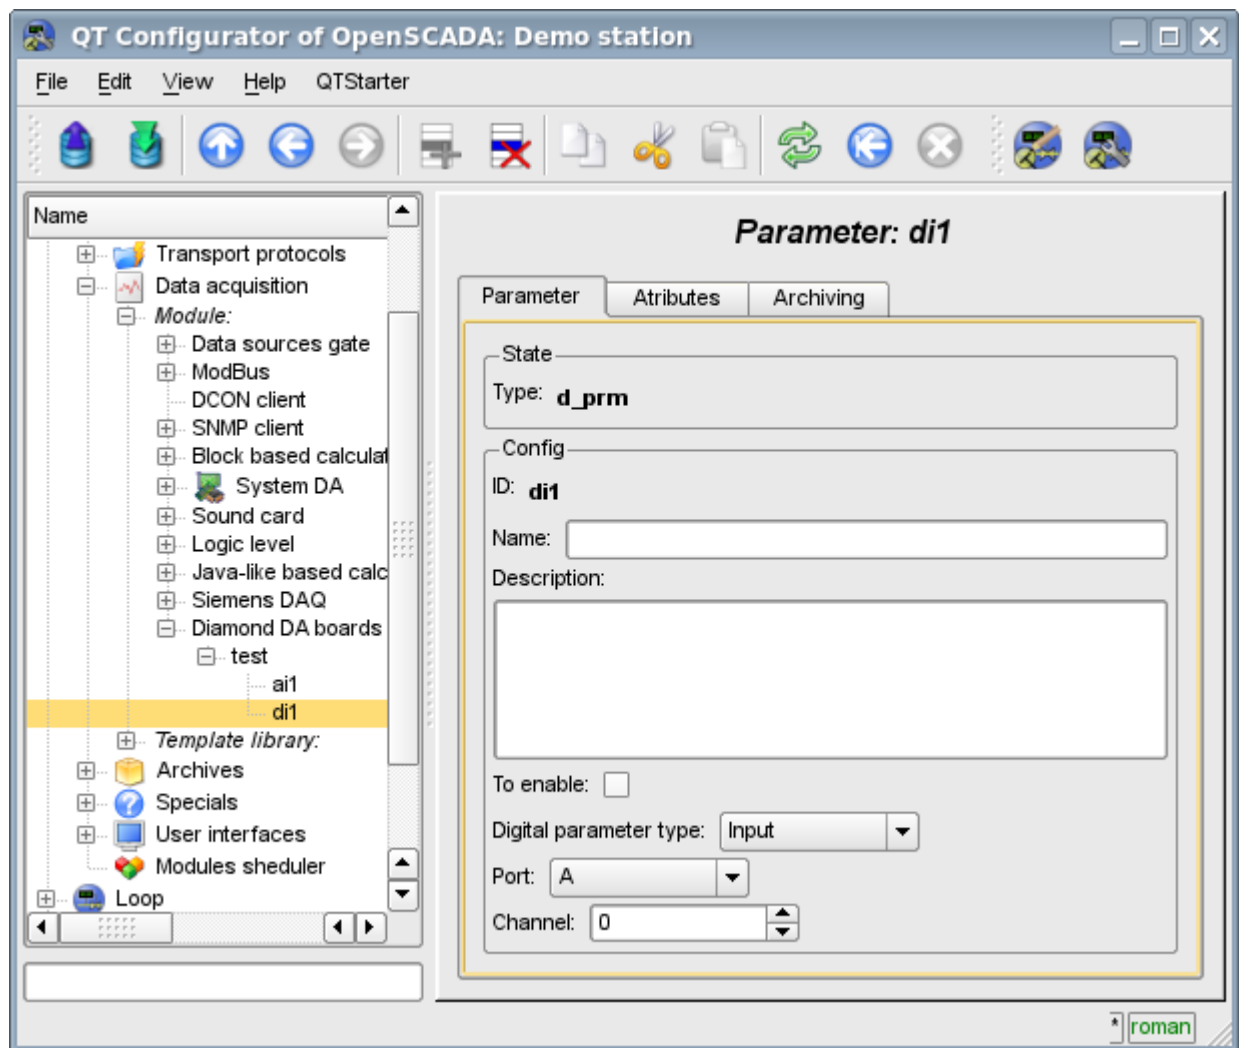 QT Configurator of OpenSCADA: Demo station
File Edit View Help QTStarter
Name
Transport protocols
Data acquisition
Module:
Data sources gate
ModBus
DCON client
SNMP client
Block based calculat
System DA
Sound card
Logic level
Java-like based calc
Siemens DAQ
Diamond DA boards
test
ai1
di1
Template library:
Archives
Specials
User interfaces
Modules sheduler
Loop
Parameter: di1
Parameter Atributes Archiving
State
Type: d_prm
Config
ID: di1
Name:
Description:
To enable:
Digital parameter type: Input
Port: A
Channel: 0
* roman